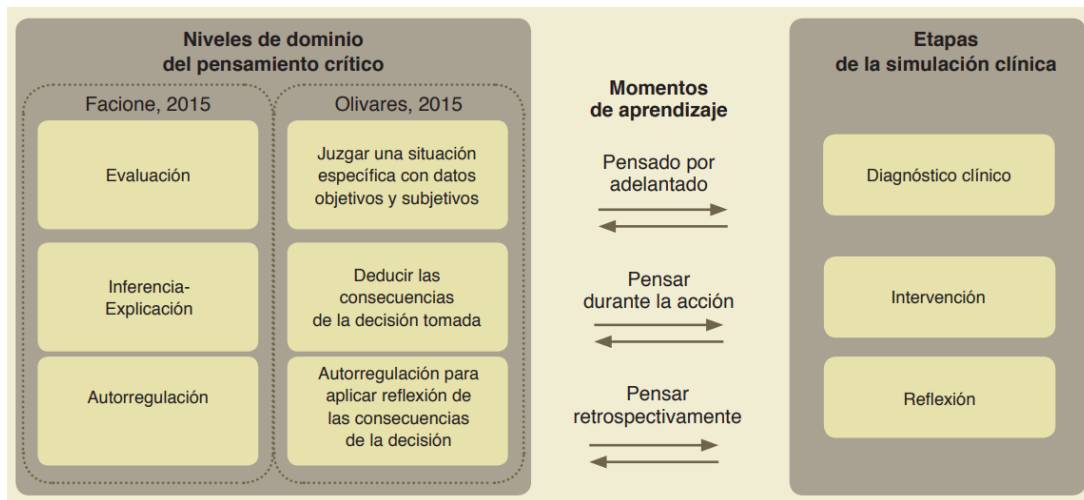 Niveles de dominio
del pensamiento crítico
Facione, 2015
Olivares, 2015
Evaluación
Juzgar una situación
específica con datos
objetivos y subjetivos
Inferencia-
Explicación
Deducir las
consecuencias
de la decisión tomada
Autorregulación
Autorregulación para
aplicar reflexión de
las consecuencias
de la decisión
Momentos
de aprendizaje
Pensado por
adelantado
Pensar
durante la acción
Pensar
retrospectivamente
Etapas
de la simulación clínica
Diagnóstico clínico
Intervención
Reflexión